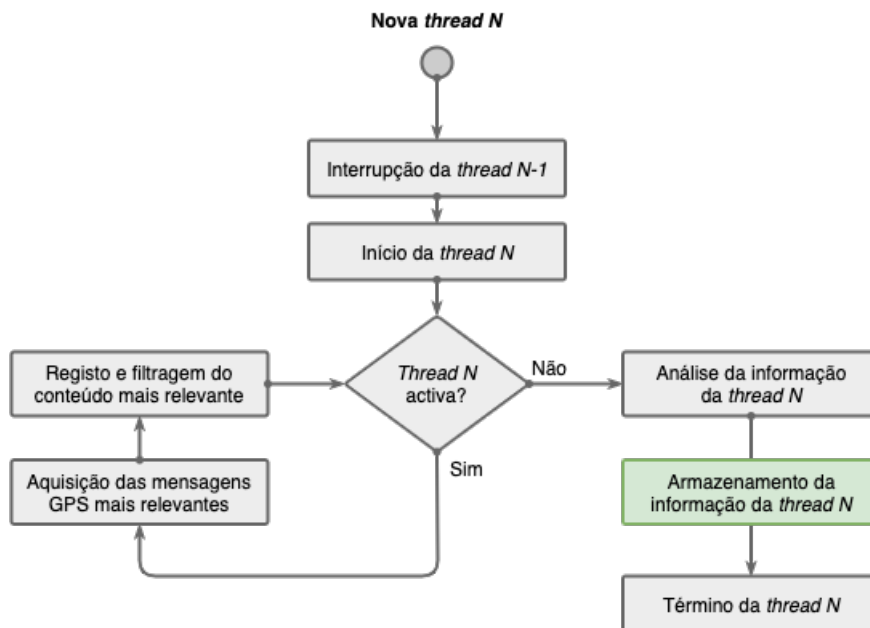 Nova thread N
Interrupção da thread N-1
Início da thread N
Registo e filtragem do
conteúdo mais relevante
Thread N
activa?
Não
Análise da informação
da thread N
Sim
Aquisição das mensagens
GPS mais relevantes
Armazenamento da
informação da thread N
Término da thread N